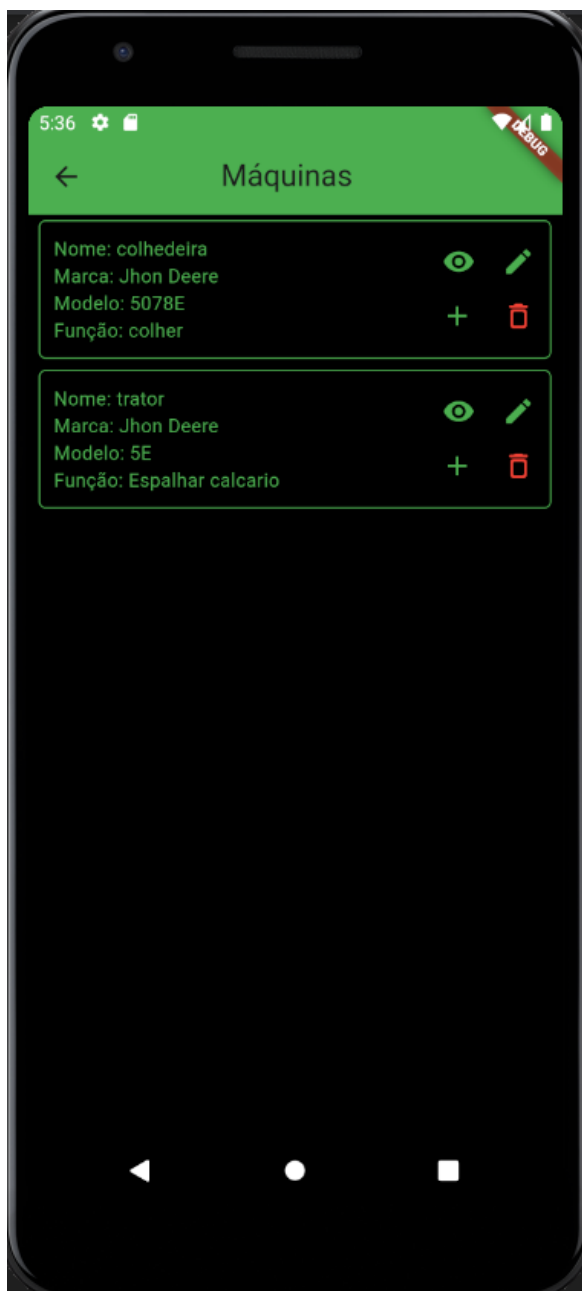 5:36
DEBUG
Máquinas
Nome: colhedeira
Marca: Jhon Deere
Modelo: 5078E
Função: colher
Nome: trator
Marca: Jhon Deere
Modelo: 5E
Função: Espalhar calcario